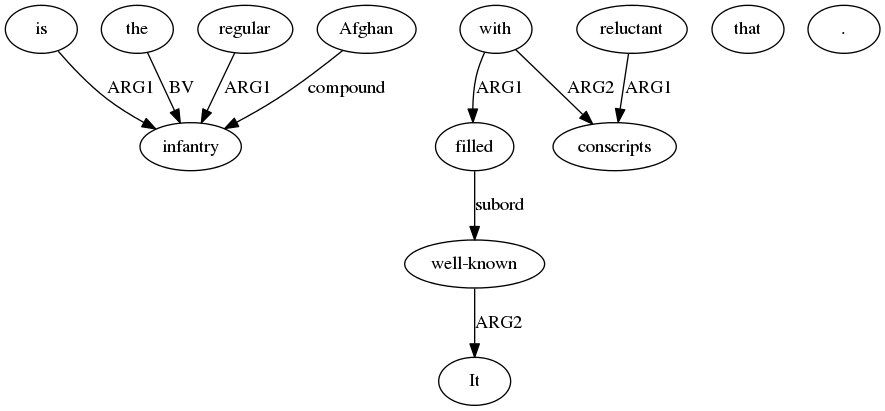 is the regular Afghan with reluctant that .
ARG1 BV ARG1 compound ARG1 ARG2 ARG1
infantry filled conscripts
subord
well-known
ARG2
It